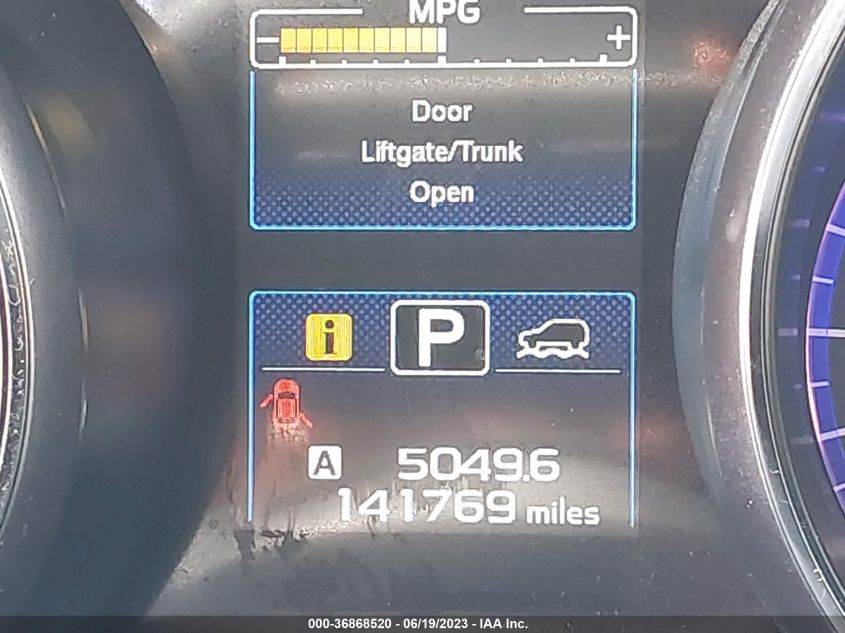 MPG
- +
Door
Liftgate/Trunk
Open
i P
A 5049.6
141769 miles
000-36868520 - 06/19/2023 - IAA Inc.